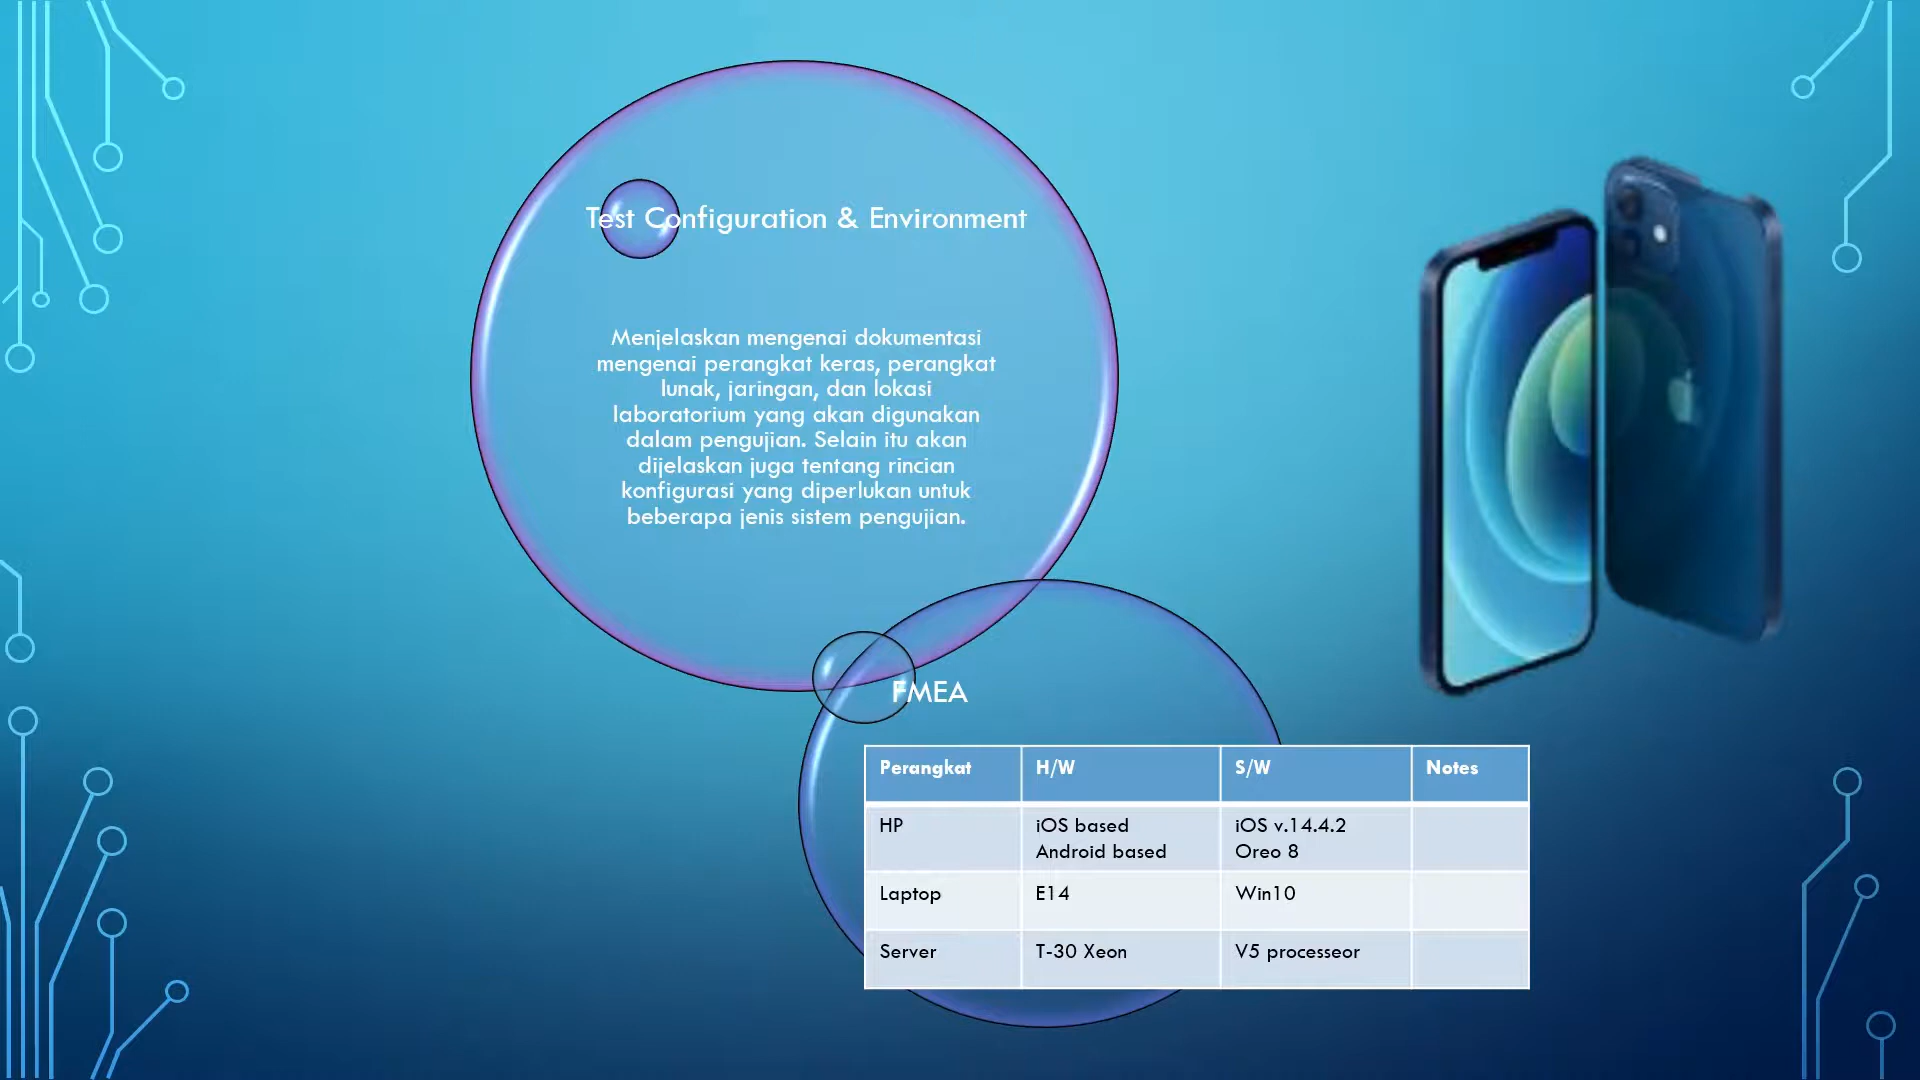 Test Configuration & Environment
Menjelaskan mengenai dokumentasi
mengenai perangkat keras, perangkat
lunak, jaringan, dan lokasi
laboratorium yang akan digunakan
dalam pengujian. Selain itu akan
dijelaskan juga tentang rincian
konfigurasi yang diperlukan untuk
beberapa jenis sistem pengujian.
FMEA
Perangkat H/W S/W Notes
HP iOS based iOS v.14.4.2
Android based Oreo 8
Laptop E14 Win10
Server T-30 Xeon V5 processeor